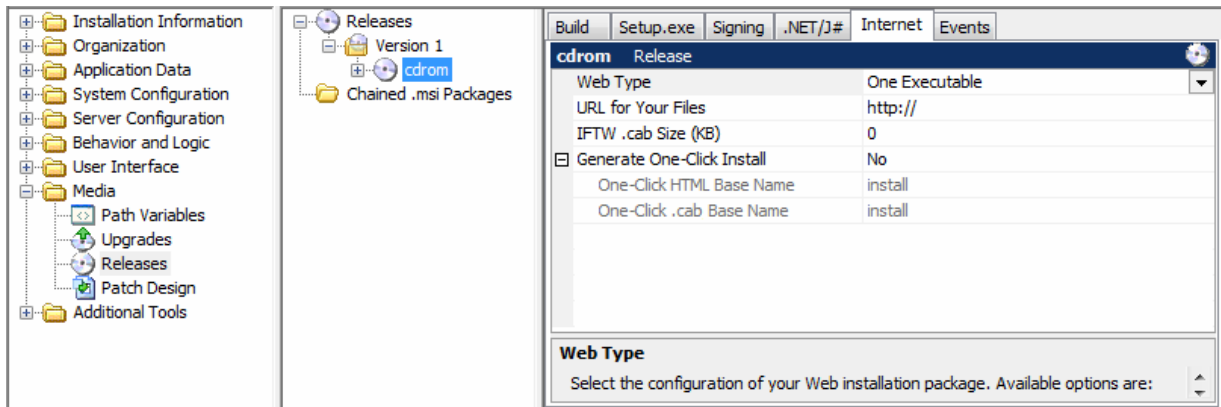 Installation Information
Organization
Application Data
System Configuration
Server Configuration
Behavior and Logic
User Interface
Media
Path Variables
Upgrades
Releases
Patch Design
Additional Tools
Releases
Version 1
cdrom
Chained .msi Packages
Build Setup.exe Signing .NET/J# Internet Events
cdrom Release
Web Type One Executable
URL for Your Files http://
IFTW .cab Size (KB) 0
Generate One-Click Install No
One-Click HTML Base Name install
One-Click .cab Base Name install
Web Type
Select the configuration of your Web installation package. Available options are: